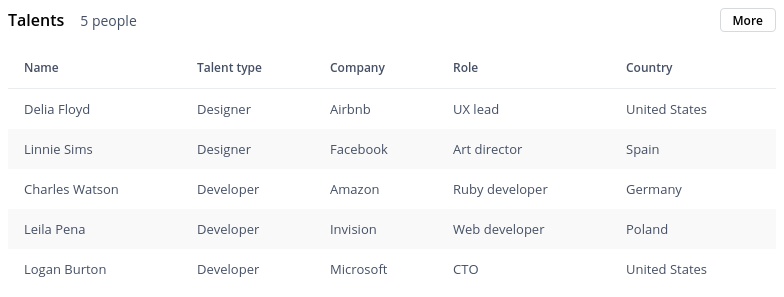 Talents 5 people More
Name Talent type Company Role Country
Delia Floyd Designer Airbnb UX lead United States
Linnie Sims Designer Facebook Art director Spain
Charles Watson Developer Amazon Ruby developer Germany
Leila Pena Developer Invision Web developer Poland
Logan Burton Developer Microsoft CTO United States